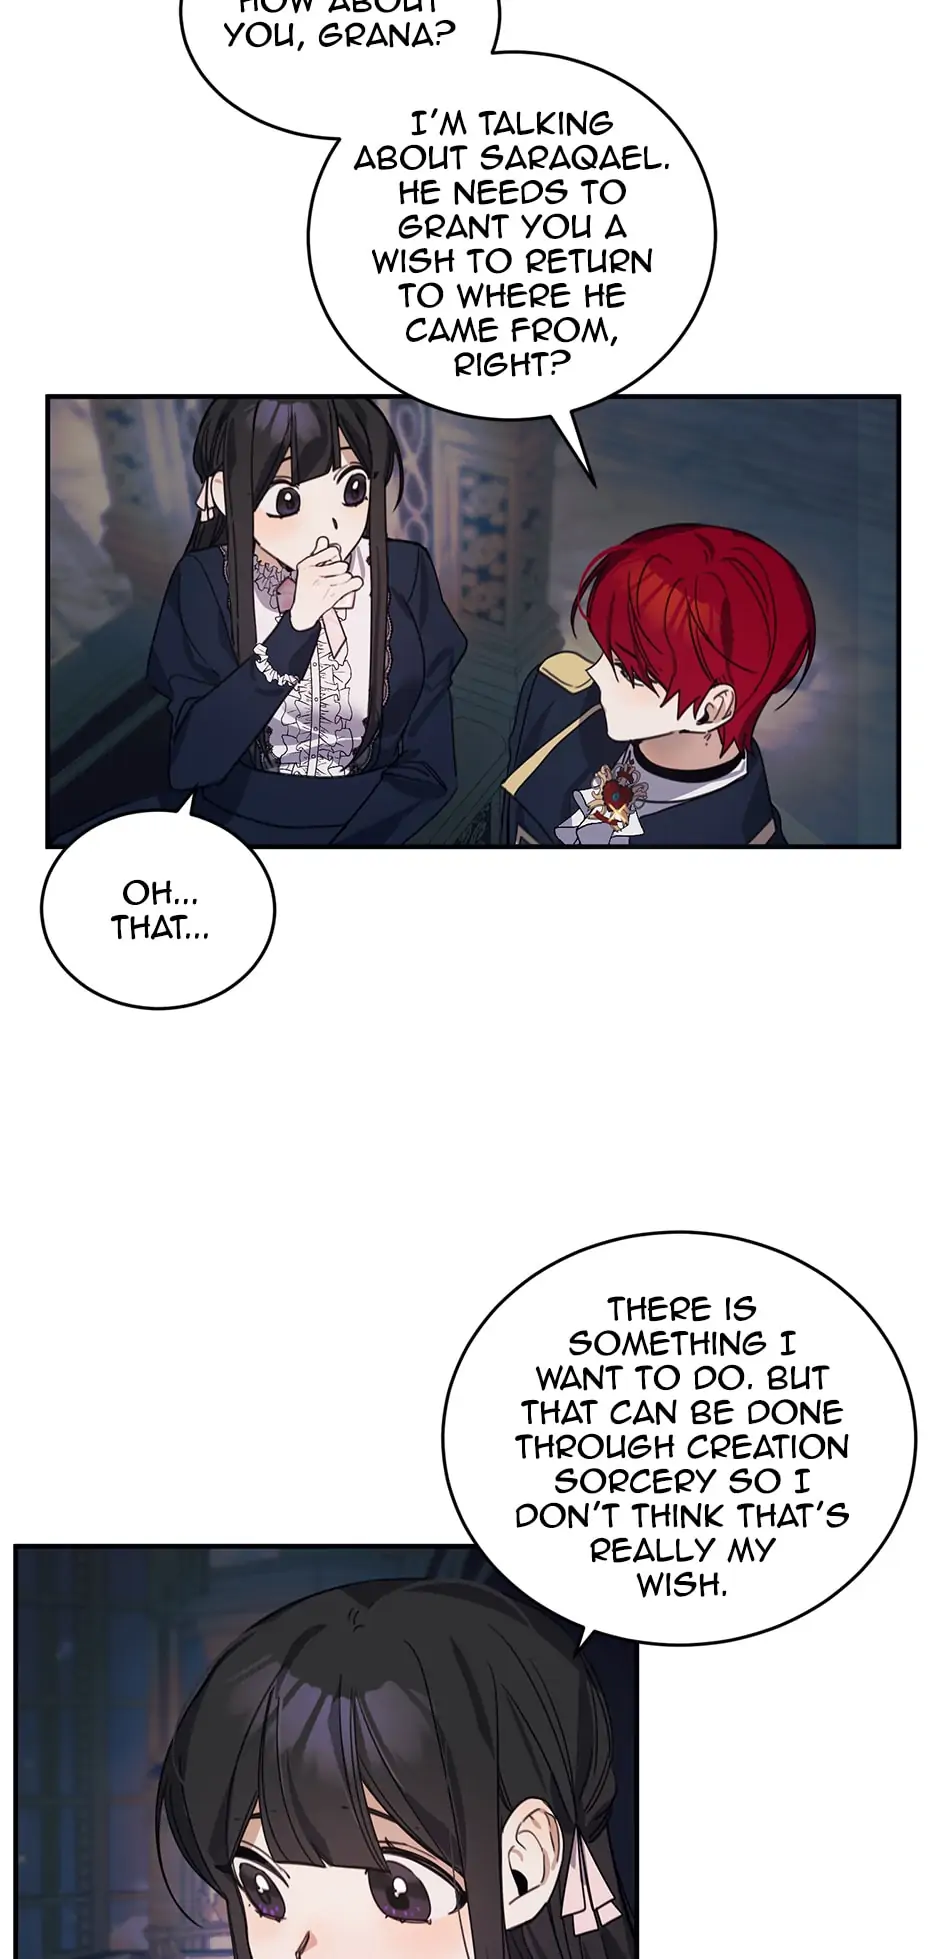 HOW ABOUT
YOU, GRANA?
I'M TALKING
ABOUT SARAQAEL.
HE NEEDS TO
GRANT YOU A
WISH TO RETURN
TO WHERE HE
CAME FROM,
RIGHT?
OH...
THAT...
THERE IS
SOMETHING I
WANT TO DO. BUT
THAT CAN BE DONE
THROUGH CREATION
SORCERY SO I
DON'T THINK THAT'S
REALLY MY
WISH.